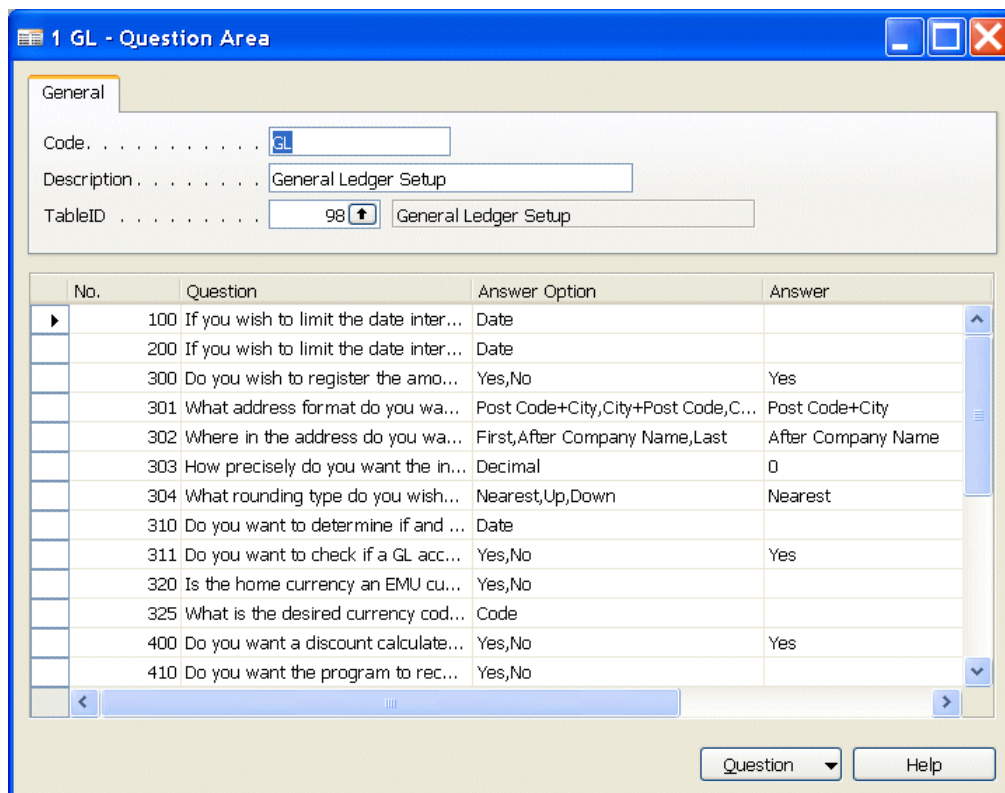 1 GL - Question Area
General
Code. . . . . . . . . . . . GL
Description . . . . . . . . General Ledger Setup
TableID . . . . . . . . . 98 General Ledger Setup
No. Question Answer Option Answer
100 If you wish to limit the date inter... Date
200 If you wish to limit the date inter... Date
300 Do you wish to register the amo... Yes,No Yes
301 What address format do you wa... Post Code+City,City+Post Code,C... Post Code+City
302 Where in the address do you wa... First,After Company Name,Last After Company Name
303 How precisely do you want the in... Decimal 0
304 What rounding type do you wish... Nearest,Up,Down Nearest
310 Do you want to determine if and ... Date
311 Do you want to check if a GL acc... Yes,No Yes
320 Is the home currency an EMU cu... Yes,No
325 What is the desired currency cod... Code
400 Do you want a discount calculate... Yes,No Yes
410 Do you want the program to rec... Yes,No
Question Help